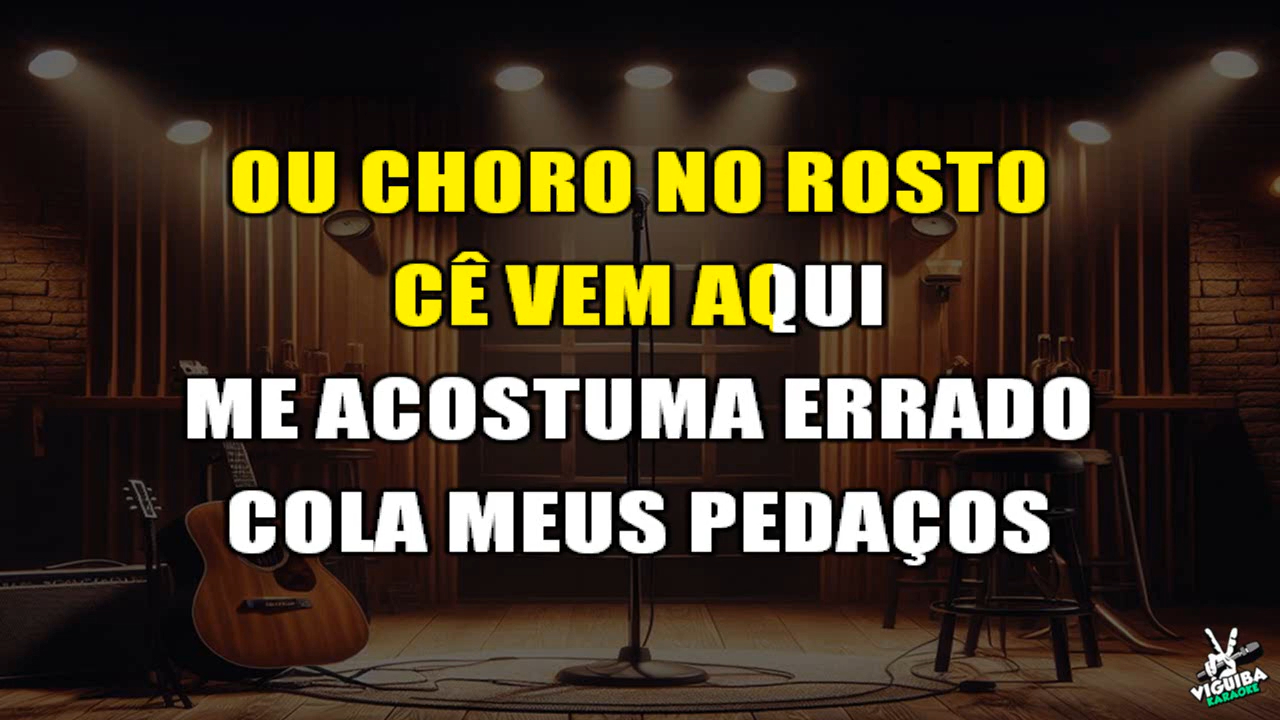 OU CHORO NO ROSTO
CÊ VEM AQUI
ME ACOSTUMA ERRADO
COLA MEUS PEDAÇOS
VIGUIBA
KARAOKE